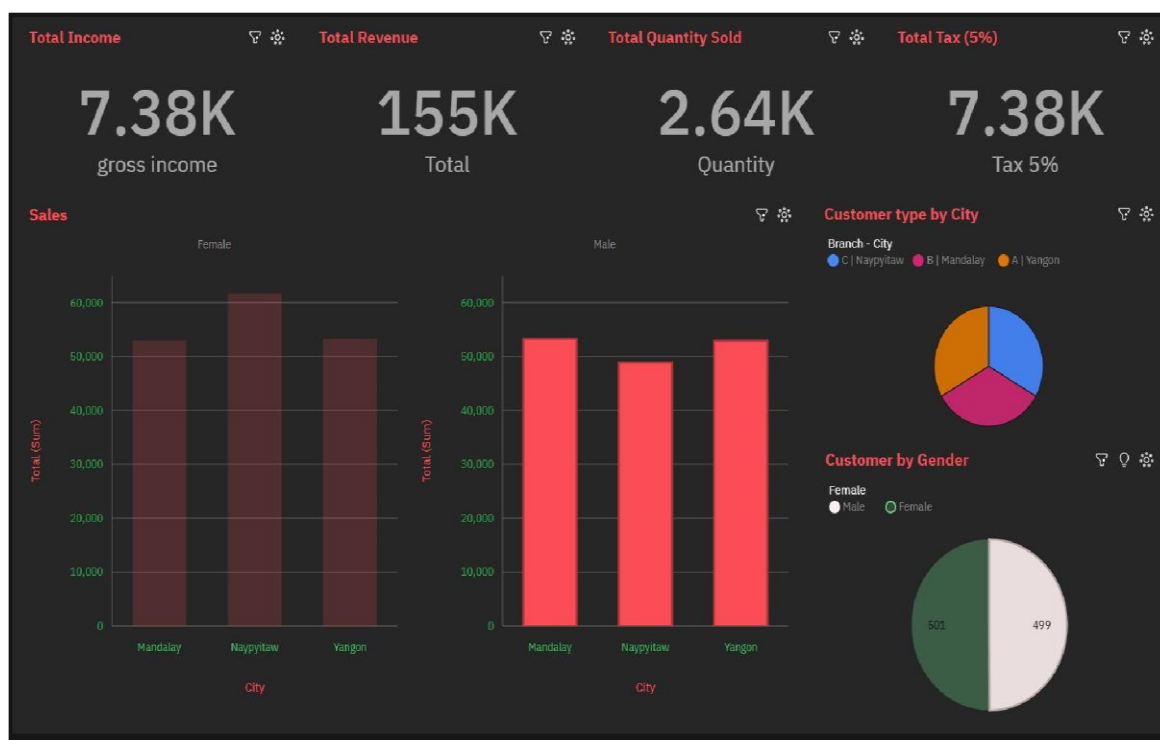 Total Income
Total Revenue
Total Quantity Sold
Total Tax (5%)
7.38K
gross income
155K
Total
2.64K
Quantity
7.38K
Tax 5%
Sales
Female
Total (Sum)
60,000
50,000
40,000
30,000
20,000
10,000
0
Mandalay Naypyitaw Yangon
City
Male
Total (Sum)
60,000
50,000
40,000
30,000
20,000
10,000
0
Mandalay Naypyitaw Yangon
City
Customer type by City
Branch - City
C | Naypyitaw B | Mandalay A | Yangon
Customer by Gender
Female
Male Female
501
499